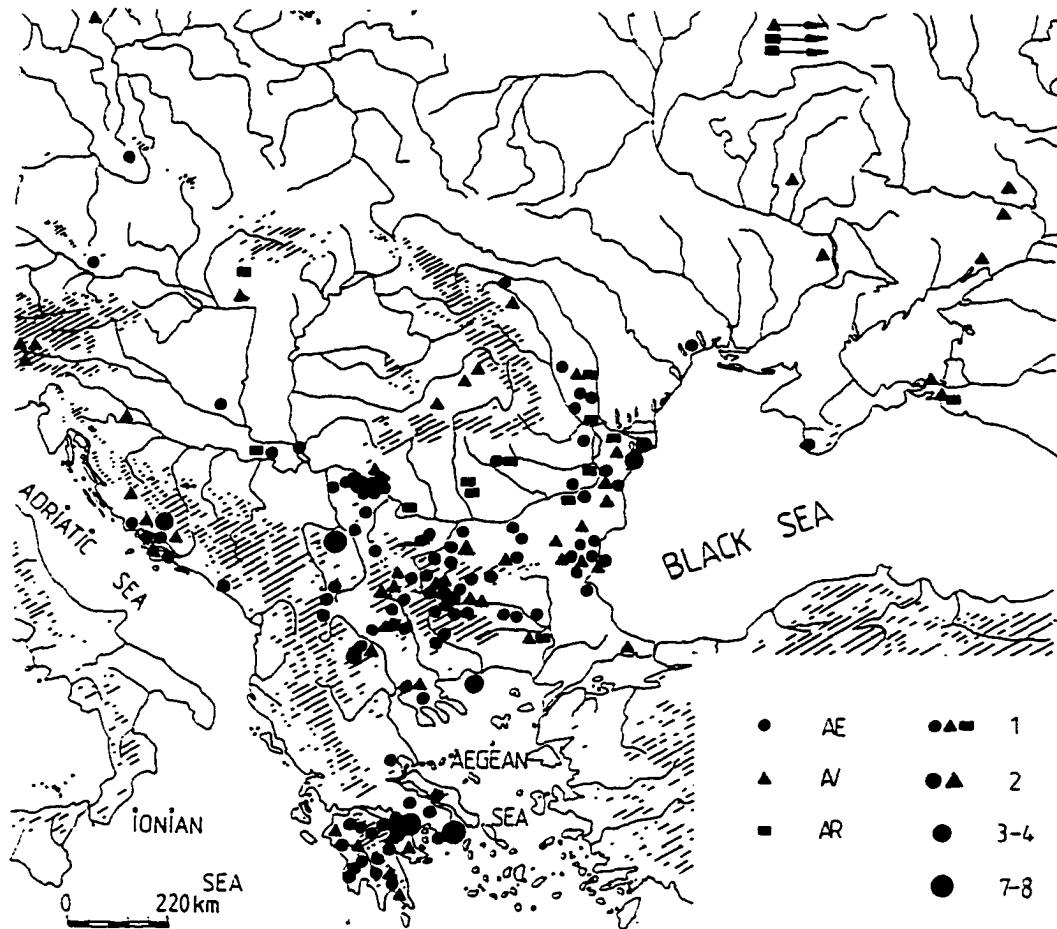 ADRIATIC
SEA
BLACK SEA
AEGEAN
SEA
IONIAN
SEA
0 220 km
AE 1
AV 2
AR 3-4
7-8